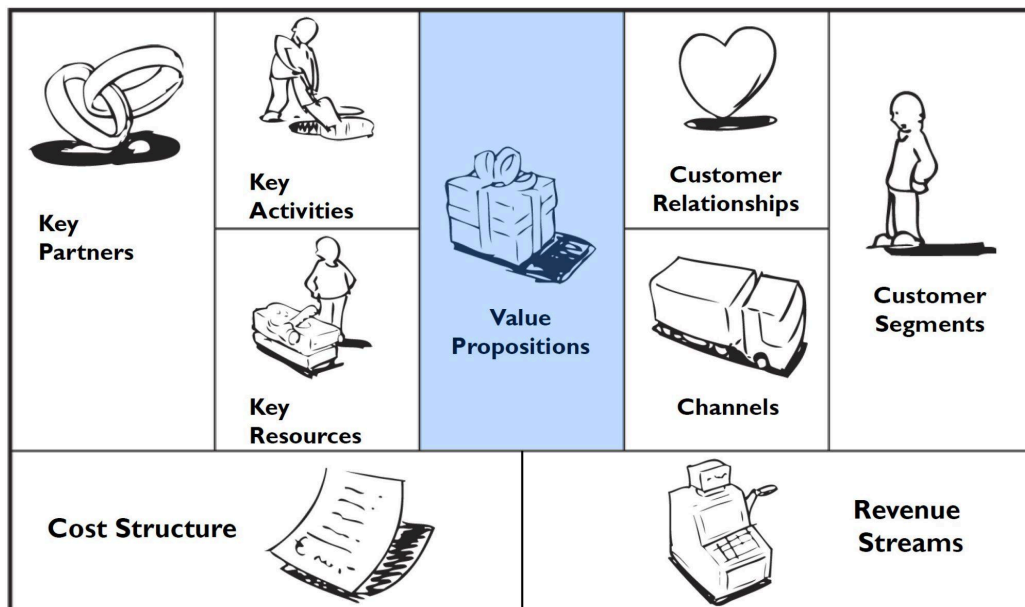 Key
Partners
Key
Activities
Key
Resources
Value
Propositions
Customer
Relationships
Channels
Customer
Segments
Cost Structure
Revenue
Streams